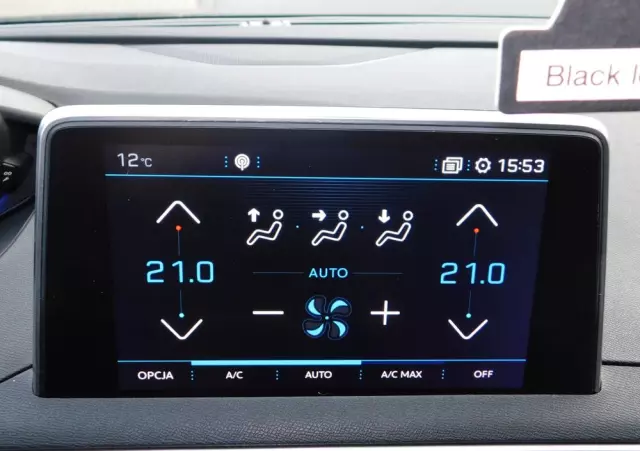 Black
12°C
15:53
21.0
21.0
AUTO
OPCJA A/C AUTO A/C MAX OFF